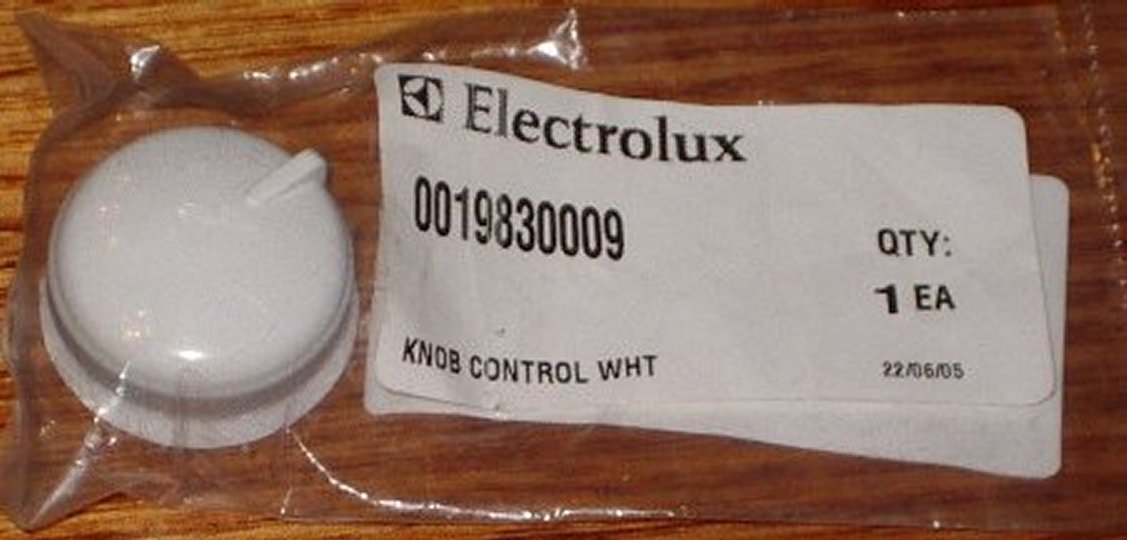 Electrolux
0019830009
QTY:
1 EA
KNOB CONTROL WHT
22/06/05